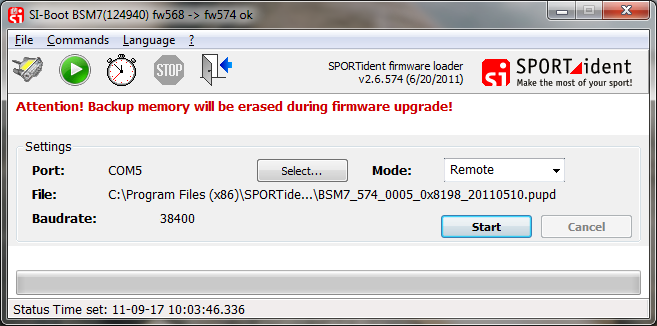 SI-Boot BSM7(124940) fw568 -> fw574 ok
File Commands Language ?
STOP
SPORTident firmware loader
v2.6.574 (6/20/2011)
si SPORTident
Make the most of your sport!
Attention! Backup memory will be erased during firmware upgrade!
Settings
Port: COM5 Select... Mode: Remote
File: C:\Program Files (x86)\SPORTide...\BSM7_574_0005_0x8198_20110510.pupd
Baudrate: 38400
Start Cancel
Status Time set: 11-09-17 10:03:46.336